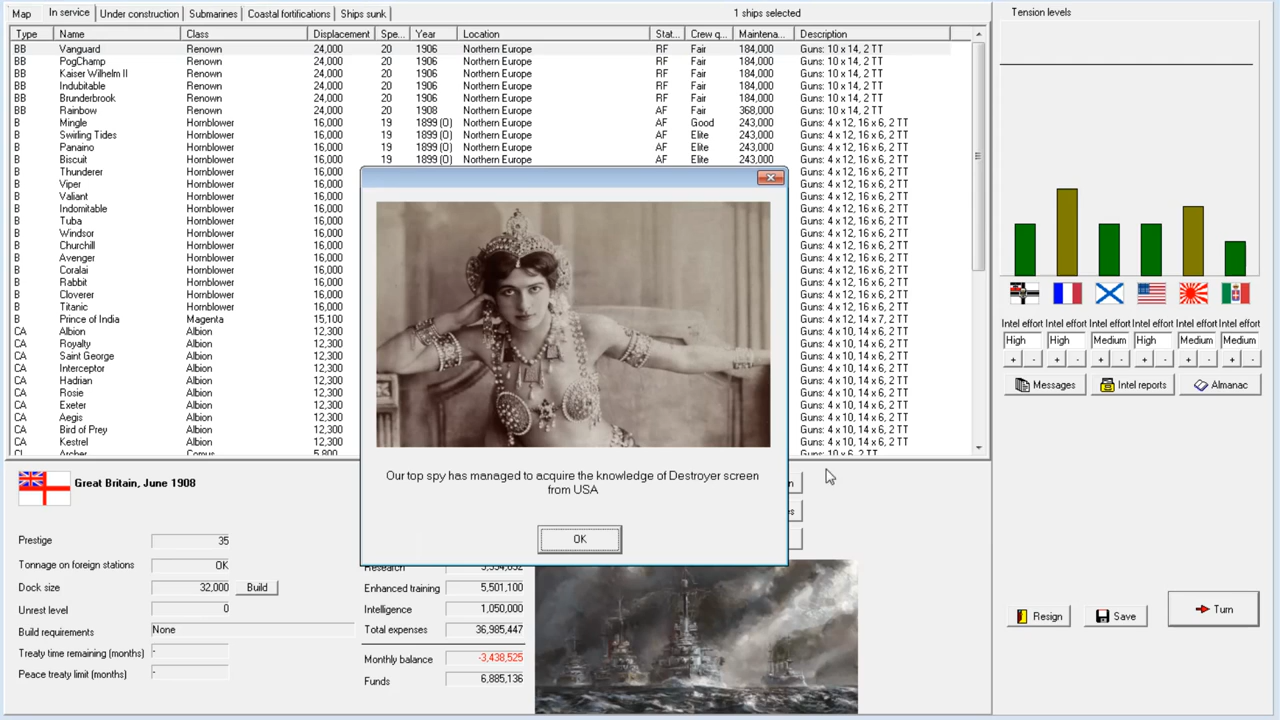 Map In service Under construction Submarines Coastal fortifications Ships sunk 1 ships selected Tension levels
Type Name Class Displacement Spe... Year Location Stat... Crew q... Maintena... Description
BB Vanguard Renown 24,000 20 1906 Northern Europe RF Fair 184,000 Guns: 10 x 14, 2 TT
BB PogChamp Renown 24,000 20 1906 Northern Europe RF Fair 184,000 Guns: 10 x 14, 2 TT
BB Kaiser Wilhelm II Renown 24,000 20 1906 Northern Europe RF Fair 184,000 Guns: 10 x 14, 2 TT
BB Indubitable Renown 24,000 20 1906 Northern Europe RF Fair 184,000 Guns: 10 x 14, 2 TT
BB Brunderbrook Renown 24,000 20 1906 Northern Europe RF Fair 184,000 Guns: 10 x 14, 2 TT
BB Rainbow Renown 24,000 20 1908 Northern Europe AF Fair 368,000 Guns: 10 x 14, 2 TT
B Mingle Hornblower 16,000 19 1899 (O) Northern Europe AF Good 243,000 Guns: 4 x 12, 16 x 6, 2 TT
B Swirling Tides Hornblower 16,000 19 1899 (O) Northern Europe AF Elite 243,000 Guns: 4 x 12, 16 x 6, 2 TT
B Panaino Hornblower 16,000 19 1899 (O) Northern Europe AF Elite 243,000 Guns: 4 x 12, 16 x 6, 2 TT
B Biscuit Hornblower 16,000 19 1899 (O) Northern Europe AF Elite 243,000 Guns: 4 x 12, 16 x 6, 2 TT
B Thunderer Hornblower 16,000 Guns: 4 x 12, 16 x 6, 2 TT
B Viper Hornblower 16,000 Guns: 4 x 12, 16 x 6, 2 TT
B Valiant Hornblower 16,000 Guns: 4 x 12, 16 x 6, 2 TT
B Indomitable Hornblower 16,000 Guns: 4 x 12, 16 x 6, 2 TT
B Tuba Hornblower 16,000 Guns: 4 x 12, 16 x 6, 2 TT
B Windsor Hornblower 16,000 Guns: 4 x 12, 16 x 6, 2 TT
B Churchill Hornblower 16,000 Guns: 4 x 12, 16 x 6, 2 TT
B Avenger Hornblower 16,000 Guns: 4 x 12, 16 x 6, 2 TT
B Coralai Hornblower 16,000 Guns: 4 x 12, 16 x 6, 2 TT
B Rabbit Hornblower 16,000 Guns: 4 x 12, 16 x 6, 2 TT
B Cloverer Hornblower 16,000 Guns: 4 x 12, 16 x 6, 2 TT
B Titanic Hornblower 16,000 Guns: 4 x 12, 16 x 6, 2 TT
B Prince of India Magenta 15,100 Guns: 4 x 12, 14 x 7, 2 TT
CA Albion Albion 12,300 Guns: 4 x 10, 14 x 6, 2 TT
CA Royalty Albion 12,300 Guns: 4 x 10, 14 x 6, 2 TT
CA Saint George Albion 12,300 Guns: 4 x 10, 14 x 6, 2 TT
CA Interceptor Albion 12,300 Guns: 4 x 10, 14 x 6, 2 TT
CA Hadrian Albion 12,300 Guns: 4 x 10, 14 x 6, 2 TT
CA Rosie Albion 12,300 Guns: 4 x 10, 14 x 6, 2 TT
CA Exeter Albion 12,300 Guns: 4 x 10, 14 x 6, 2 TT
CA Aegis Albion 12,300 Guns: 4 x 10, 14 x 6, 2 TT
CA Bird of Prey Albion 12,300 Guns: 4 x 10, 14 x 6, 2 TT
CA Kestrel Albion 12,300 Guns: 4 x 10, 14 x 6, 2 TT
CL Archer Comus 5,800 Guns: 10 x 6, 2 TT
Intel effort Intel effort Intel effort Intel effort Intel effort Intel effort
High High Medium High Medium Medium
+ - + - + - + - + - + -
Messages Intel reports Almanac
Our top spy has managed to acquire the knowledge of Destroyer screen
from USA
OK
Great Britain, June 1908
Prestige 35
Tonnage on foreign stations OK
Dock size 32,000 Build
Unrest level 0
Build requirements None
Treaty time remaining (months) -
Peace treaty limit (months) -
Research 3,334,632
Enhanced training 5,501,100
Intelligence 1,050,000
Total expenses 36,985,447
Monthly balance -3,438,525
Funds 6,885,136
Resign Save Turn